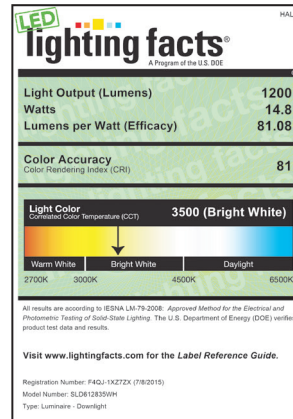 LED
lighting facts®
A Program of the U.S. DOE
Light Output (Lumens) 1200
Watts 14.8
Lumens per Watt (Efficacy) 81.08
Color Accuracy
Color Rendering Index (CRI) 81
Light Color
Correlated Color Temperature (CCT) 3500 (Bright White)
Warm White Bright White Daylight
2700K 3000K 4500K 6500K
All results are according to IESNA LM-79-2008: Approved Method for the Electrical and
Photometric Testing of Solid-State Lighting. The U.S. Department of Energy (DOE) verifie
product test data and results.
Visit www.lightingfacts.com for the Label Reference Guide.
Registration Number: F4QJ-1XZ7ZX (7/8/2015)
Model Number: SLD612835WH
Type: Luminaire - Downlight